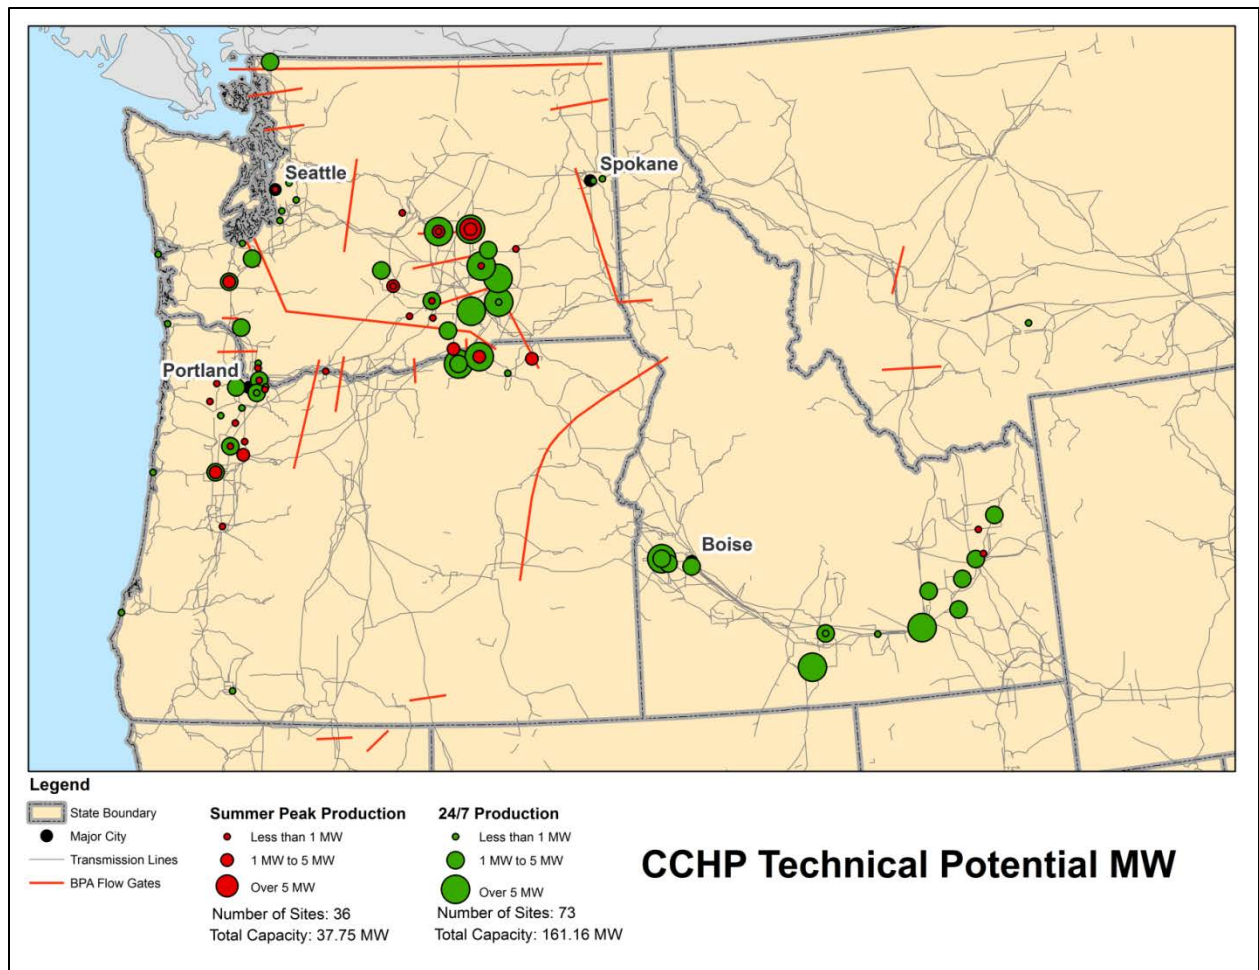 Seattle
Spokane
Portland
Boise
Legend
State Boundary
Major City
Transmission Lines
BPA Flow Gates
Summer Peak Production
Less than 1 MW
1 MW to 5 MW
Over 5 MW
Number of Sites: 36
Total Capacity: 37.75 MW
24/7 Production
Less than 1 MW
1 MW to 5 MW
Over 5 MW
Number of Sites: 73
Total Capacity: 161.16 MW
CCHP Technical Potential MW